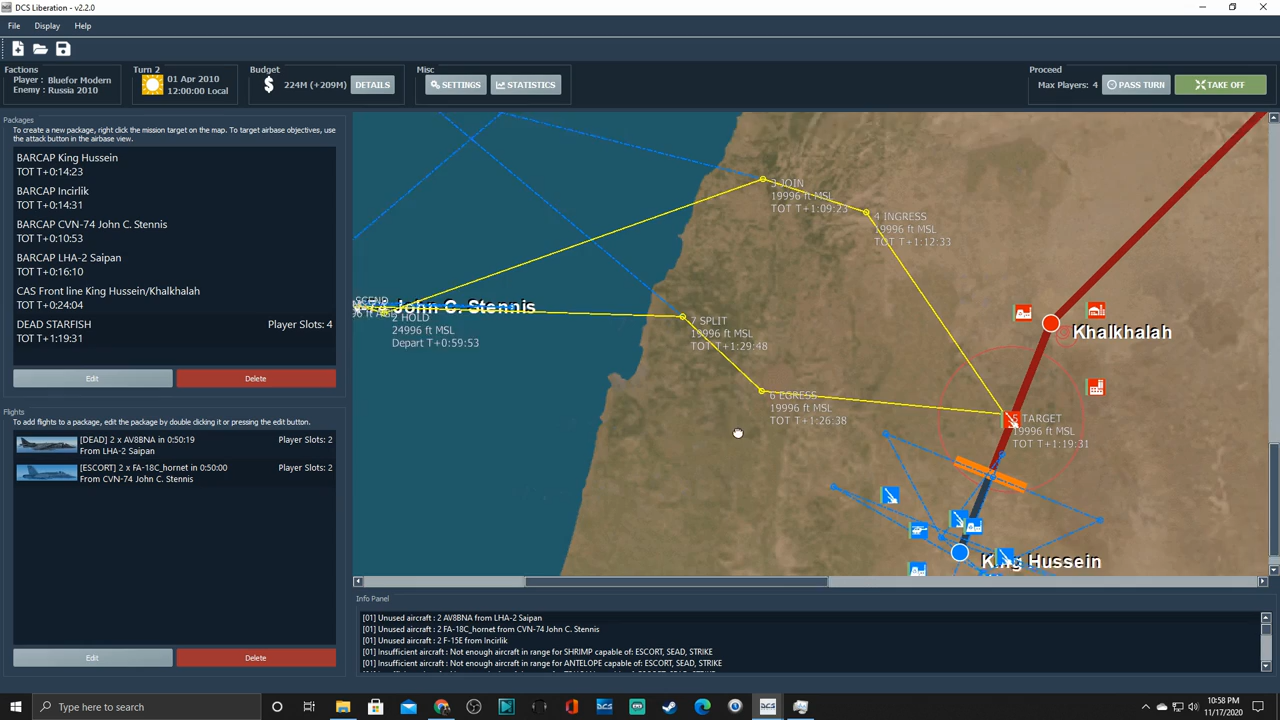 DCS Liberation - v2.2.0
File Display Help
Factions
Player : Bluefor Modern
Enemy : Russia 2010
Turn 2
01 Apr 2010
12:00:00 Local
Budget
$ 224M (+209M) DETAILS
Misc
SETTINGS STATISTICS
Proceed
Max Players: 4 PASS TURN TAKE OFF
Packages
To create a new package, right click the mission target on the map. To target airbase objectives, use
the attack button in the airbase view.
BARCAP King Hussein
TOT T+0:14:23
BARCAP Incirlik
TOT T+0:14:31
BARCAP CVN-74 John C. Stennis
TOT T+0:10:53
BARCAP LHA-2 Saipan
TOT T+0:16:10
CAS Front line King Hussein/Khalkhalah
TOT T+0:24:04
DEAD STARFISH Player Slots: 4
TOT T+1:19:31
Edit Delete
Flights
To add flights to a package, edit the package by double clicking it or pressing the edit button.
[DEAD] 2 x AV8BNA in 0:50:19 Player Slots: 2
From LHA-2 Saipan
[ESCORT] 2 x FA-18C_hornet in 0:50:00 Player Slots: 2
From CVN-74 John C. Stennis
Edit Delete
3 JOIN
19996 ft MSL
TOT T+1:09:23
4 INGRESS
19996 ft MSL
TOT T+1:12:33
John C. Stennis
2 HOLD
24996 ft MSL
Depart T+0:59:53
7 SPLIT
19996 ft MSL
TOT T+1:29:48
Khalkhalah
6 EGRESS
19996 ft MSL
TOT T+1:26:38
5 TARGET
19996 ft MSL
TOT T+1:19:31
King Hussein
Info Panel
[01] Unused aircraft : 2 AV8BNA from LHA-2 Saipan
[01] Unused aircraft : 2 FA-18C_hornet from CVN-74 John C. Stennis
[01] Unused aircraft : 2 F-15E from Incirlik
[01] Insufficient aircraft : Not enough aircraft in range for SHRIMP capable of: ESCORT, SEAD, STRIKE
[01] Insufficient aircraft : Not enough aircraft in range for ANTELOPE capable of: ESCORT, SEAD, STRIKE
Type here to search
10:58 PM
11/17/2020